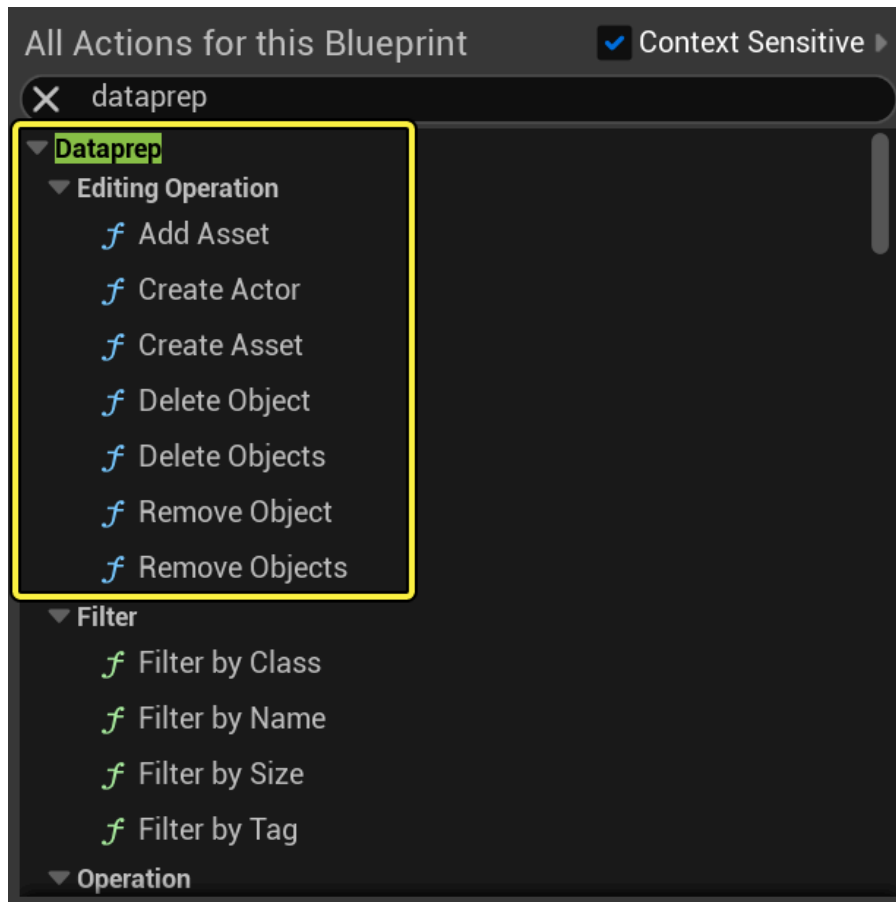 All Actions for this Blueprint Context Sensitive
dataprep
Dataprep
Editing Operation
f Add Asset
f Create Actor
f Create Asset
f Delete Object
f Delete Objects
f Remove Object
f Remove Objects
Filter
f Filter by Class
f Filter by Name
f Filter by Size
f Filter by Tag
Operation